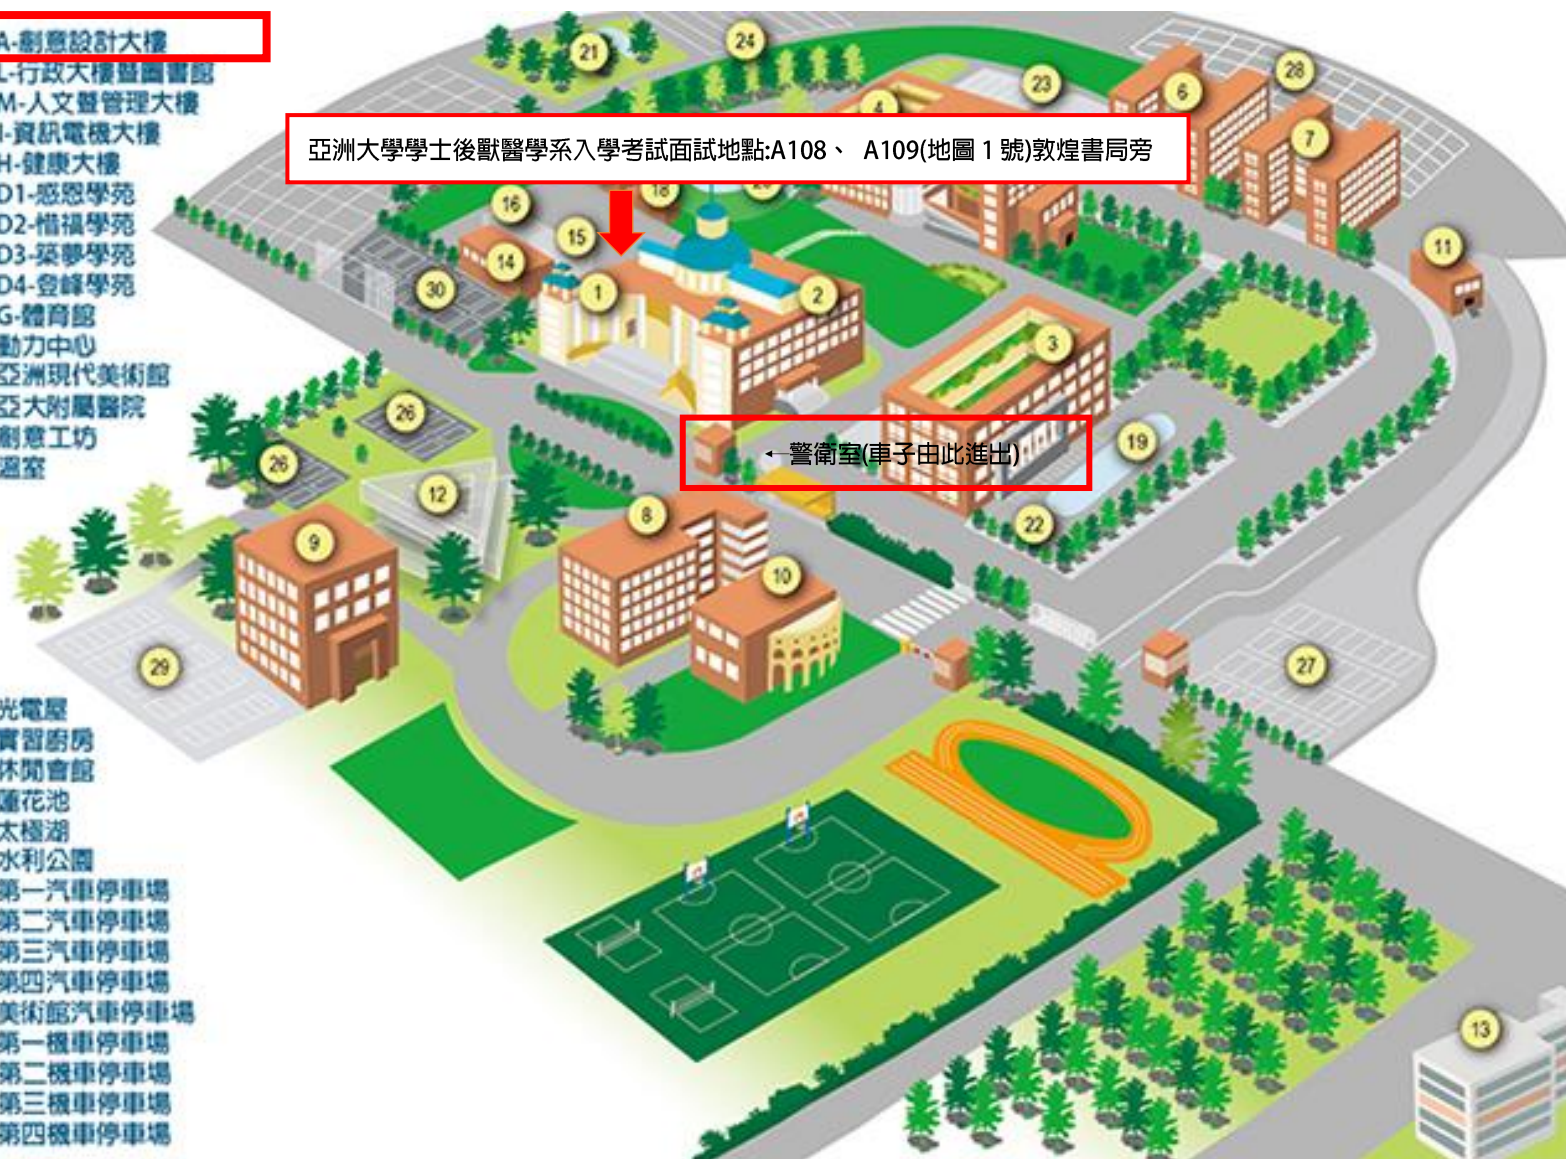 A-創意設計大樓
L-行政大樓暨圖書館
M-人文暨管理大樓
I-資訊電機大樓
H-健康大樓
D1-感恩學苑
D2-惜福學苑
D3-築夢學苑
D4-登峰學苑
G-體育館
動力中心
亞洲現代美術館
亞大附屬醫院
創意工坊
溫室
光電屋
實習廚房
休閒會館
蓮花池
太極湖
水利公園
第一汽車停車場
第二汽車停車場
第三汽車停車場
第四汽車停車場
美術館汽車停車場
第一機車停車場
第二機車停車場
第三機車停車場
第四機車停車場
亞洲大學學士後獸醫學系入學考試面試地點:A108、 A109(地圖 1 號)敦煌書局旁
←警衛室(車子由此進出)
21
24
23
28
6
4
7
18
20
16
15
14
11
30
1
2
3
26
26
19
12
22
8
9
10
29
27
13